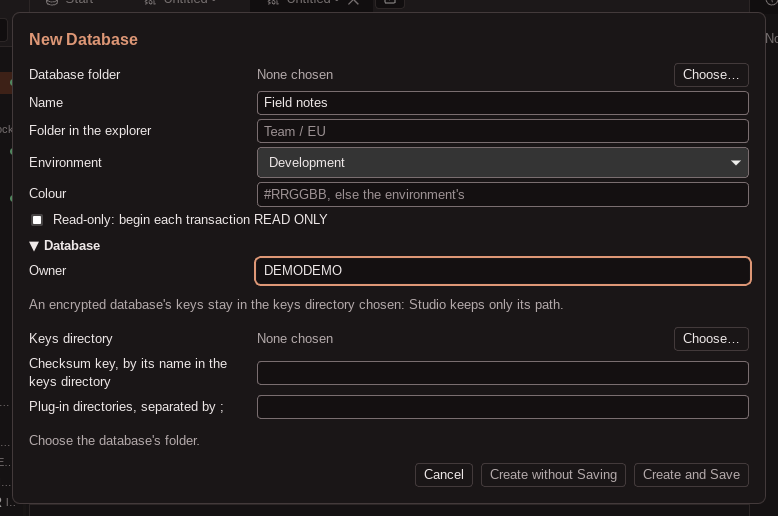 Start
Untitled
Untitled
New Database
Database folder
None chosen
Choose…
Name
Field notes
Folder in the explorer
Team / EU
Environment
Development
Colour
#RRGGBB, else the environment's
Read-only: begin each transaction READ ONLY
▼ Database
Owner
DEMODEMO
An encrypted database's keys stay in the keys directory chosen: Studio keeps only its path.
Keys directory
None chosen
Choose…
Checksum key, by its name in the
keys directory
Plug-in directories, separated by ;
Choose the database's folder.
Cancel
Create without Saving
Create and Save